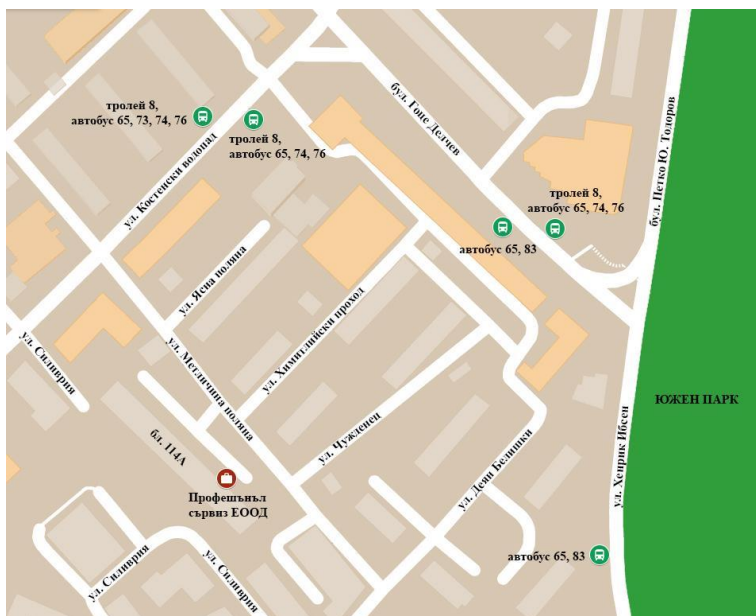 тролей 8,
автобус 65, 73, 74, 76
тролей 8,
автобус 65, 74, 76
бул. Гоце Делчев
бул. Петко Ю. Тодоров
ул. Костенски водопад
тролей 8,
автобус 65, 74, 76
автобус 65, 83
ул. Ясна поляна
ул. Химитлийски проход
ул. Силиврия
ул. Метличина поляна
ЮЖЕН ПАРК
ул. Чужденец
бл. 114А
ул. Деян Белишки
ул. Хенрик Ибсен
Профешънъл
сървиз ЕООД
автобус 65, 83
ул. Силиврия
ул. Силиврия